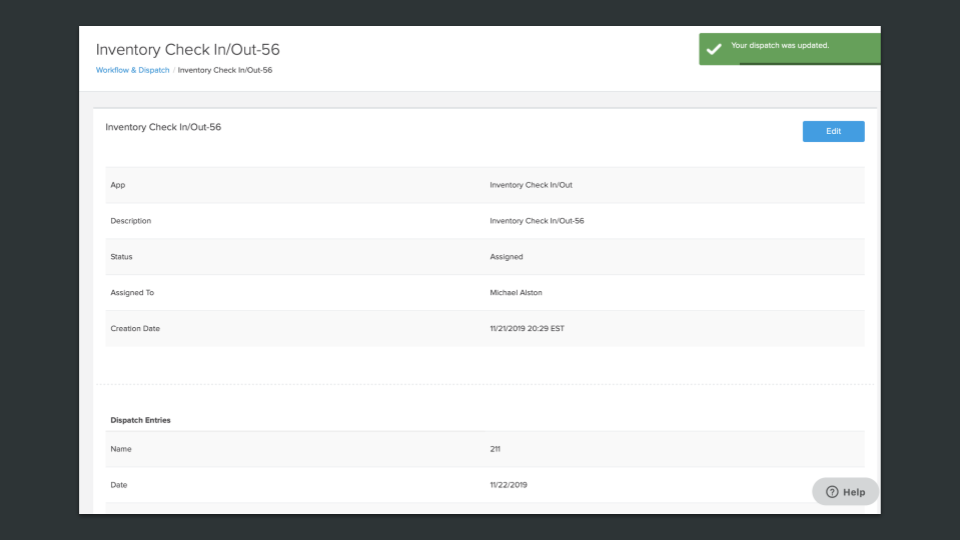 Inventory Check In/Out-56
Your dispatch was updated.
Workflow & Dispatch / Inventory Check In/Out-56
Inventory Check In/Out-56
Edit
App Inventory Check In/Out
Description Inventory Check In/Out-56
Status Assigned
Assigned To Michael Alston
Creation Date 11/21/2019 20:29 EST
Dispatch Entries
Name 211
Date 11/22/2019
? Help